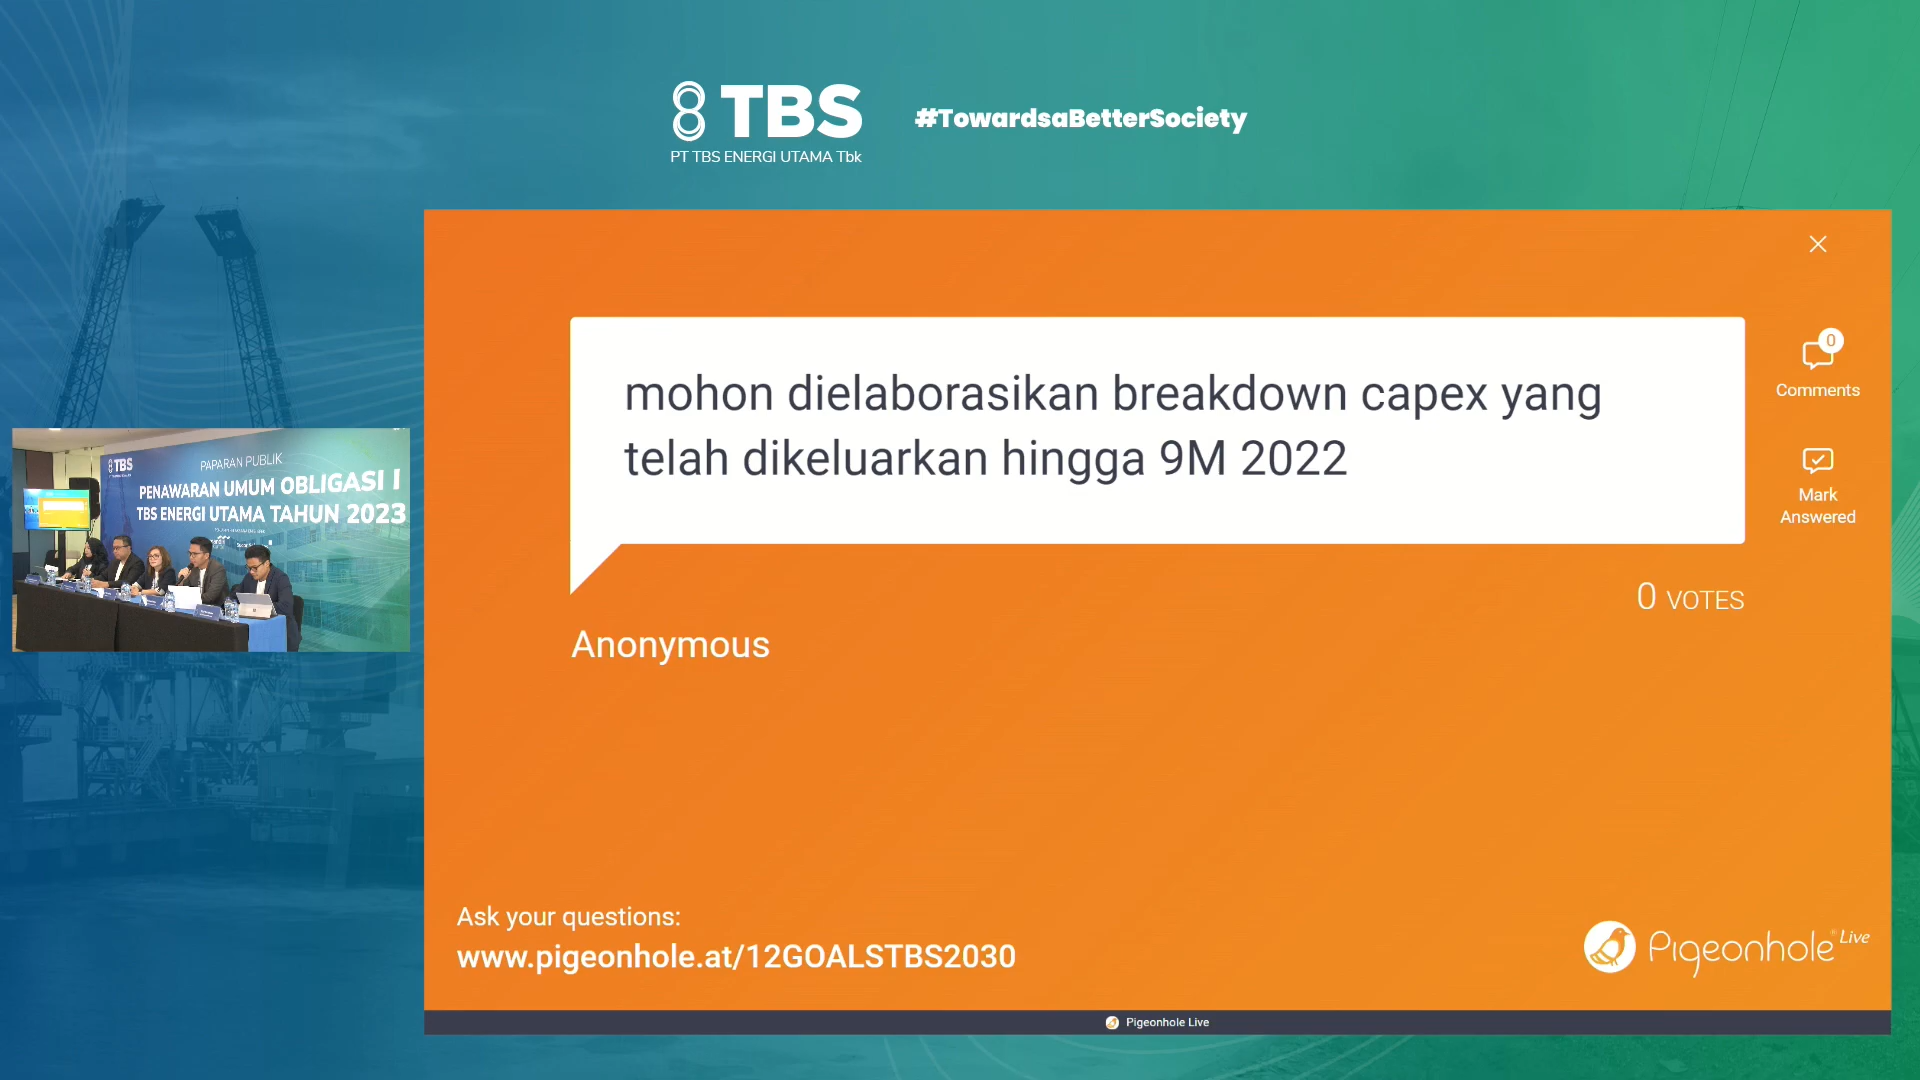 8 TBS
PT TBS ENERGI UTAMA Tbk
#TowardsaBetterSociety
mohon dielaborasikan breakdown capex yang
telah dikeluarkan hingga 9M 2022
0
Comments
Mark
Answered
0 VOTES
Anonymous
8 TBS
PAPARAN PUBLIK
PENAWARAN UMUM OBLIGASI I
TBS ENERGI UTAMA TAHUN 2023
Ask your questions:
www.pigeonhole.at/12GOALSTBS2030
Pigeonhole Live
Pigeonhole Live